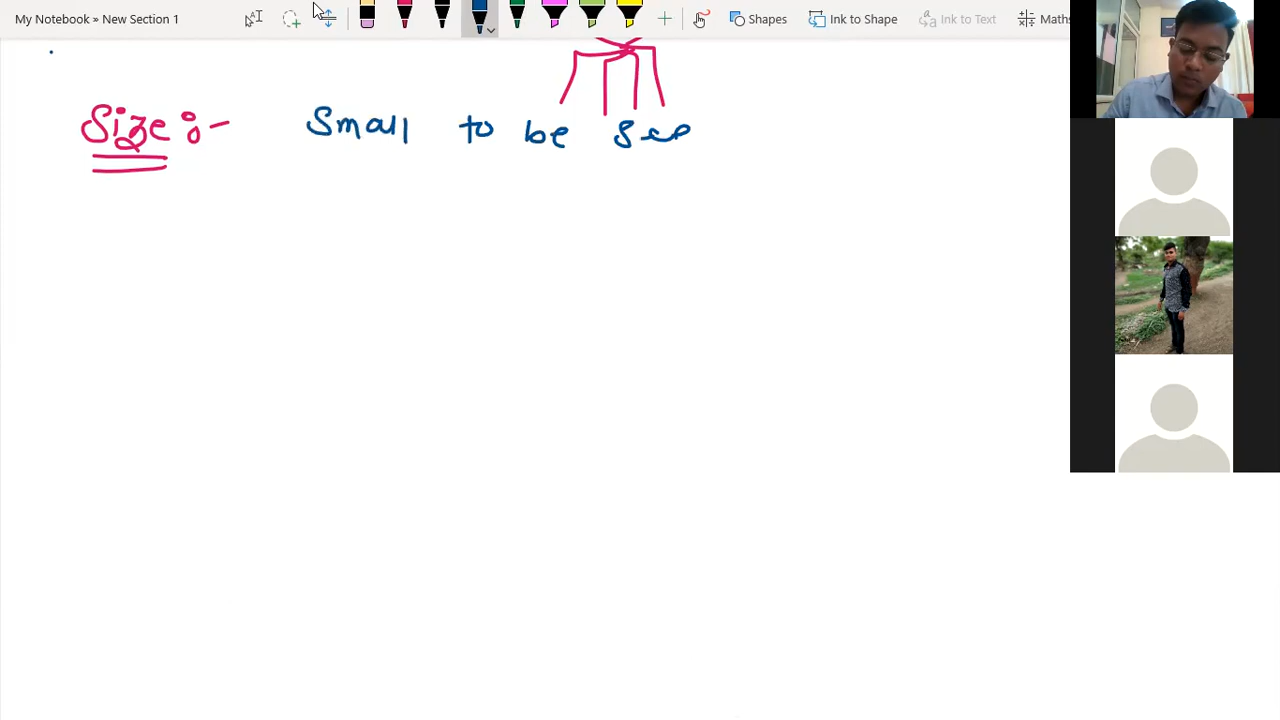 My Notebook » New Section 1
Shapes
Ink to Shape
Ink to Text
Maths
Size :- Small to be see